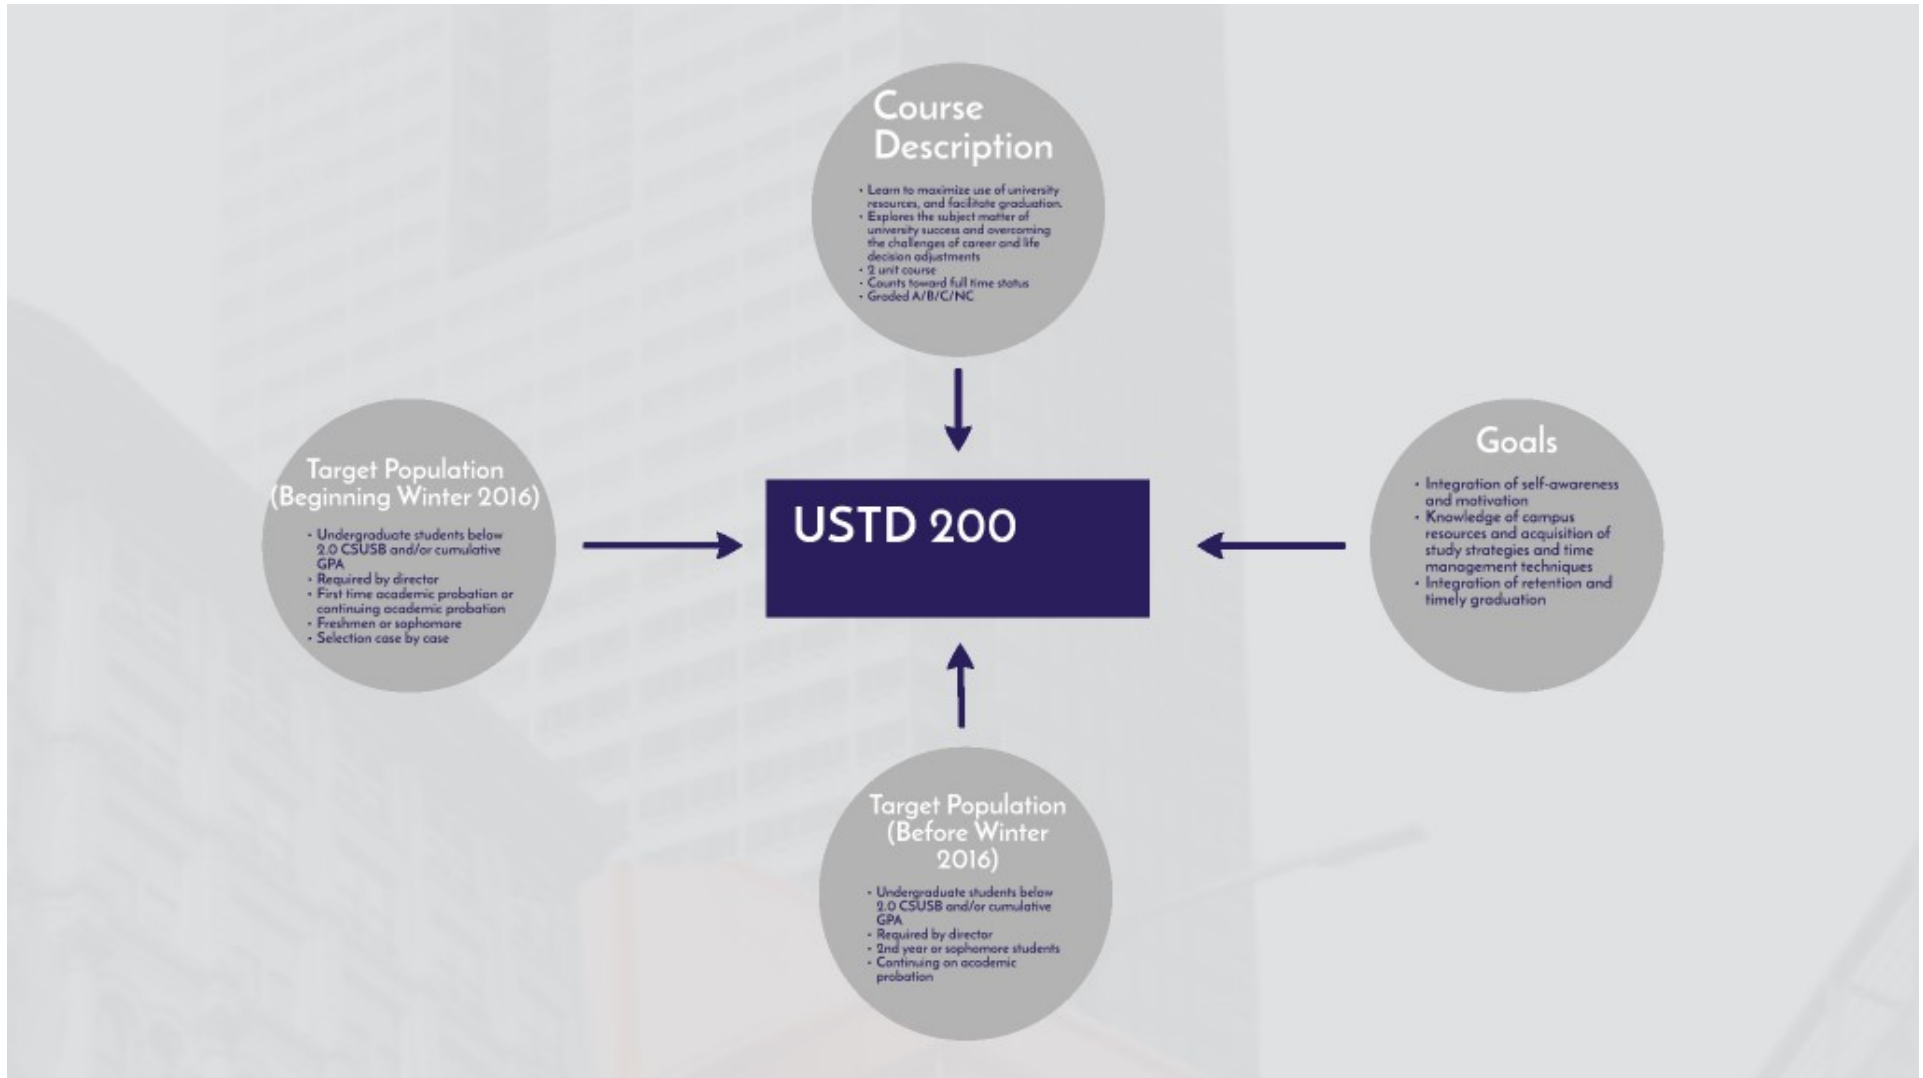 Course
Description
• Learn to maximize use of university
resources, and facilitate graduation.
• Explores the subject matter of
university success and overcoming
the challenges of career and life
decision adjustments
• 2 unit course
• Counts toward full time status
• Graded A/B/C/NC
Target Population
(Beginning Winter 2016)
• Undergraduate students below
2.0 CSUSB and/or cumulative
GPA
• Required by director
• First time academic probation or
continuing academic probation
• Freshmen or sophomore
• Selection case by case
USTD 200
Goals
• Integration of self-awareness
and motivation
• Knowledge of campus
resources and acquisition of
study strategies and time
management techniques
• Integration of retention and
timely graduation
Target Population
(Before Winter
2016)
• Undergraduate students below
2.0 CSUSB and/or cumulative
GPA
• Required by director
• 2nd year or sophomore students
• Continuing on academic
probation